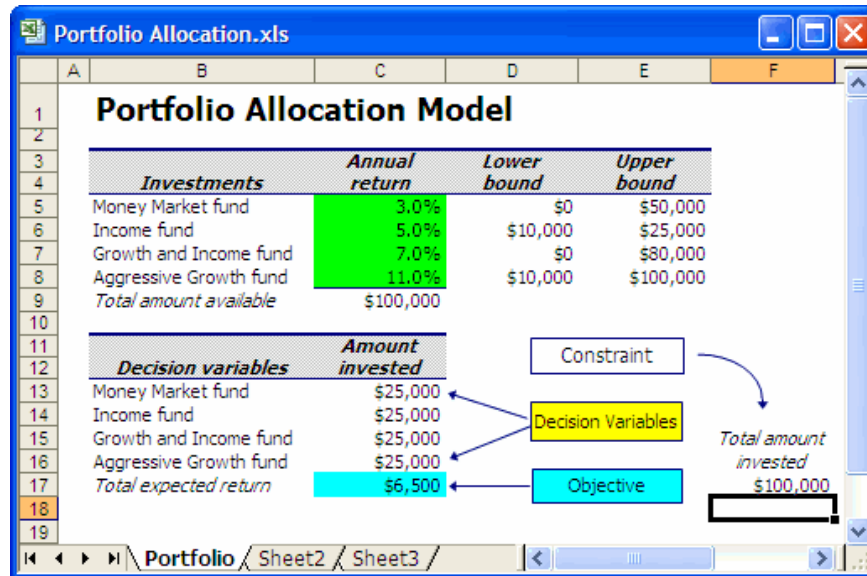 Portfolio Allocation.xls
A B C D E F
1 Portfolio Allocation Model
2
3 Annual Lower Upper
4 Investments return bound bound
5 Money Market fund 3.0% $0 $50,000
6 Income fund 5.0% $10,000 $25,000
7 Growth and Income fund 7.0% $0 $80,000
8 Aggressive Growth fund 11.0% $10,000 $100,000
9 Total amount available $100,000
10
11 Amount Constraint
12 Decision variables invested
13 Money Market fund $25,000
14 Income fund $25,000 Decision Variables
15 Growth and Income fund $25,000 Total amount
16 Aggressive Growth fund $25,000 invested
17 Total expected return $6,500 Objective $100,000
18
19
Portfolio Sheet2 Sheet3